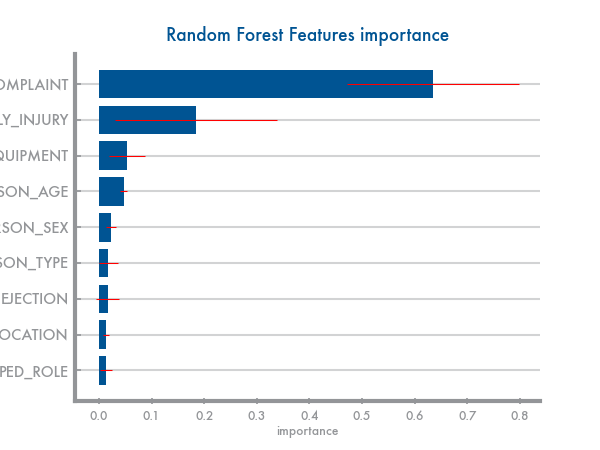 Random Forest Features importance
OMPLAINT
LY_INJURY
QUIPMENT
SON_AGE
RSON_SEX
SON_TYPE
EJECTION
OCATION
PED_ROLE
0.0 0.1 0.2 0.3 0.4 0.5 0.6 0.7 0.8
importance